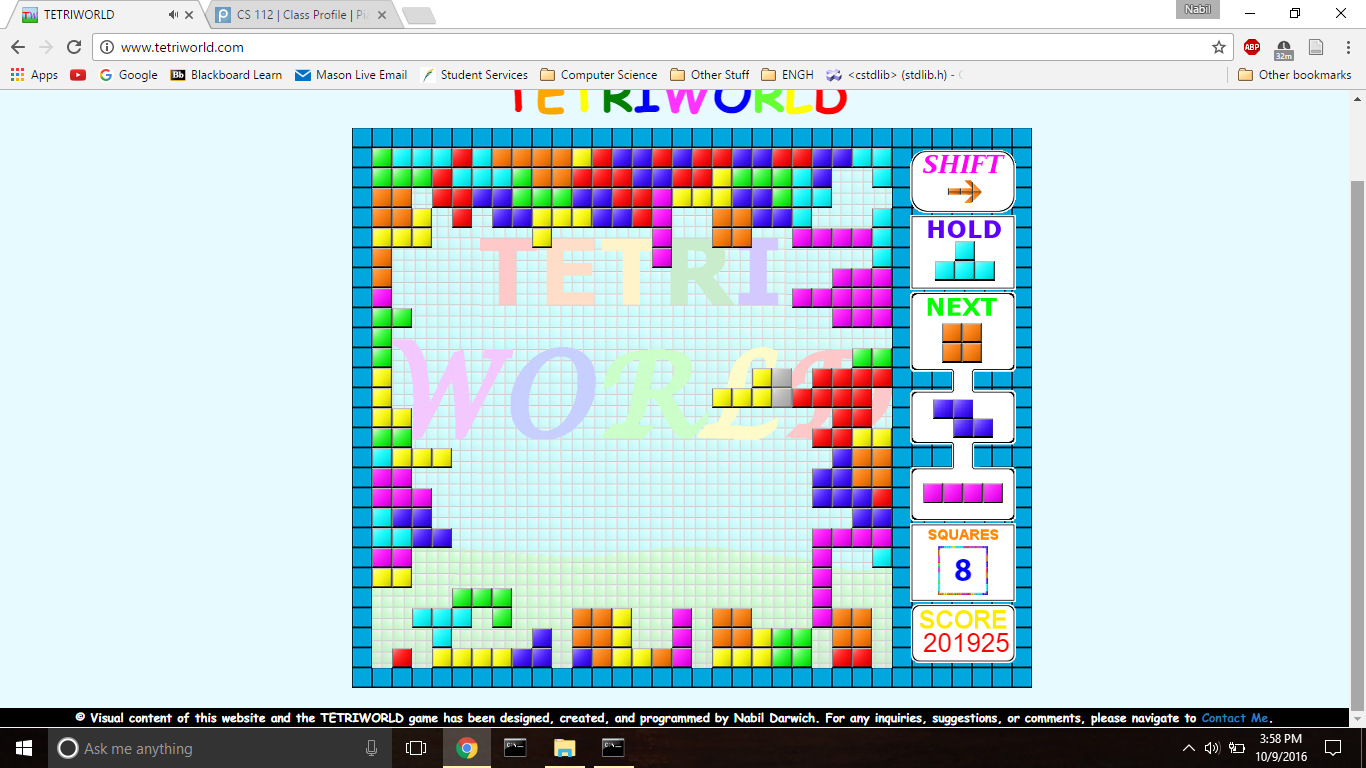 TETRIWORLD
CS 112 | Class Profile |
Nabil
www.tetriworld.com
ABP
32m
Apps
Google
Bb Blackboard Learn
Mason Live Email
Student Services
Computer Science
Other Stuff
ENGH
<cstdlib> (stdlib.h) -
Other bookmarks
TETRIWORLD
SHIFT
HOLD
NEXT
TETRI
WORLD
SQUARES
8
SCORE
201925
© Visual content of this website and the TETRIWORLD game has been designed, created, and programmed by Nabil Darwich. For any inquiries, suggestions, or comments, please navigate to Contact Me.
Ask me anything
3:58 PM
10/9/2016